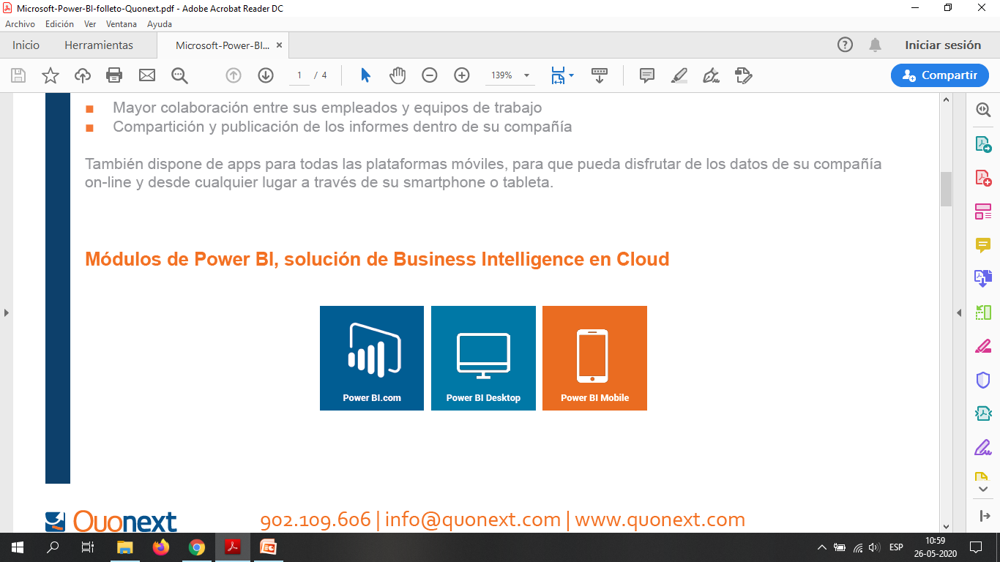 Microsoft-Power-BI-folleto-Quonext.pdf - Adobe Acrobat Reader DC
Archivo Edición Ver Ventana Ayuda
Inicio Herramientas Microsoft-Power-BI... Iniciar sesión
1 / 4 139% Compartir
Mayor colaboración entre sus empleados y equipos de trabajo
Compartición y publicación de los informes dentro de su compañía
También dispone de apps para todas las plataformas móviles, para que pueda disfrutar de los datos de su compañía
on-line y desde cualquier lugar a través de su smartphone o tableta.
Módulos de Power BI, solución de Business Intelligence en Cloud
Power BI.com Power BI Desktop Power BI Mobile
Quonext 902.109.606 | info@quonext.com | www.quonext.com
ESP 10:59
26-05-2020